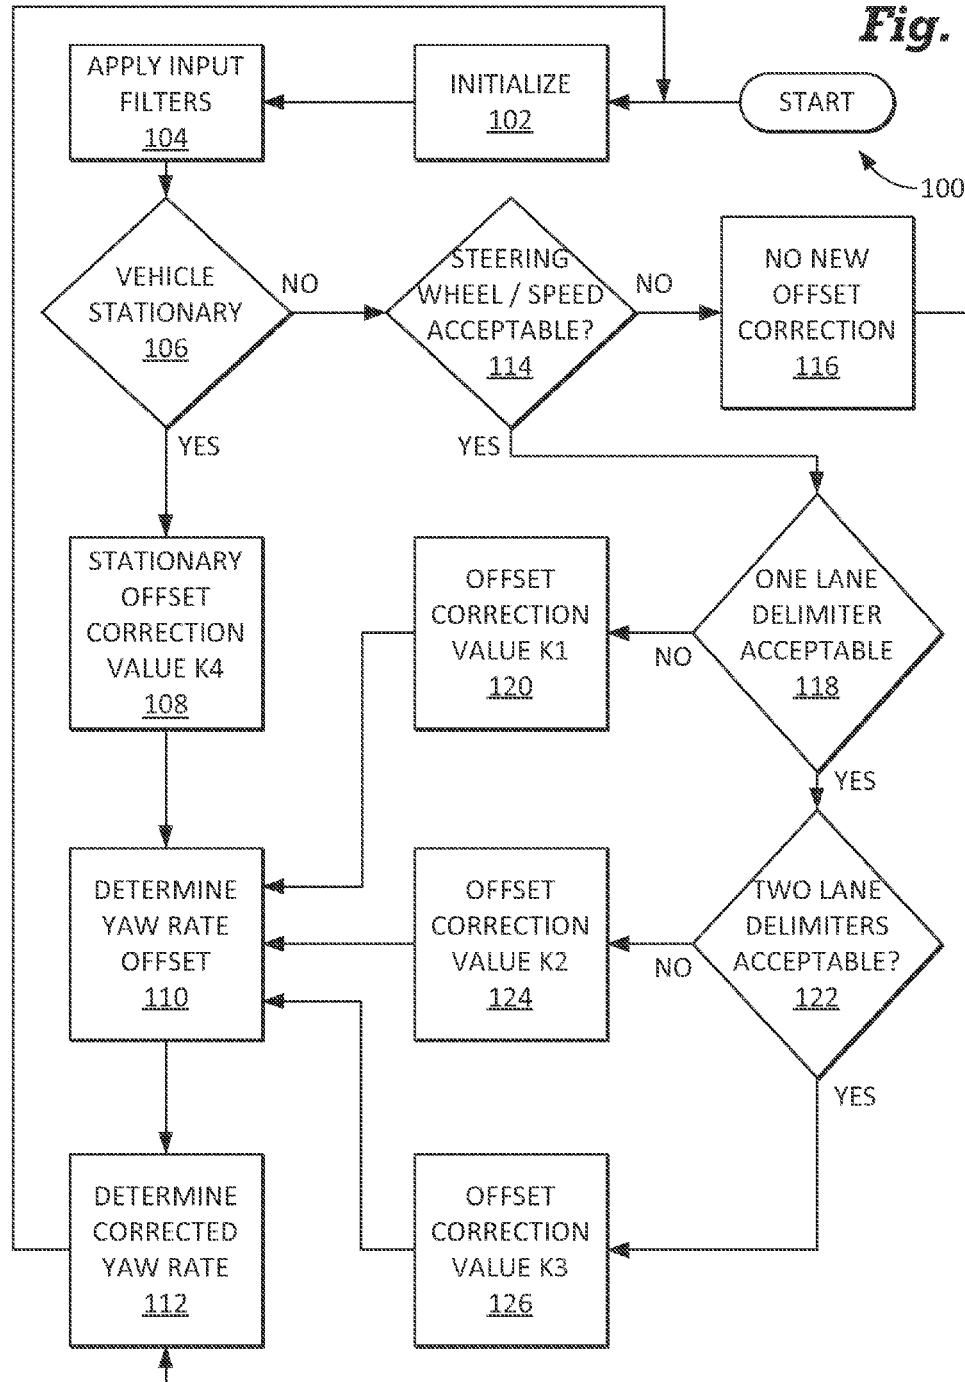 Fig.
START
INITIALIZE
102
APPLY INPUT
FILTERS
104
100
VEHICLE
STATIONARY
106
NO
STEERING
WHEEL / SPEED
ACCEPTABLE?
114
NO
NO NEW
OFFSET
CORRECTION
116
YES
YES
STATIONARY
OFFSET
CORRECTION
VALUE K4
108
OFFSET
CORRECTION
VALUE K1
120
NO
ONE LANE
DELIMITER
ACCEPTABLE
118
YES
DETERMINE
YAW RATE
OFFSET
110
OFFSET
CORRECTION
VALUE K2
124
NO
TWO LANE
DELIMITERS
ACCEPTABLE?
122
YES
DETERMINE
CORRECTED
YAW RATE
112
OFFSET
CORRECTION
VALUE K3
126